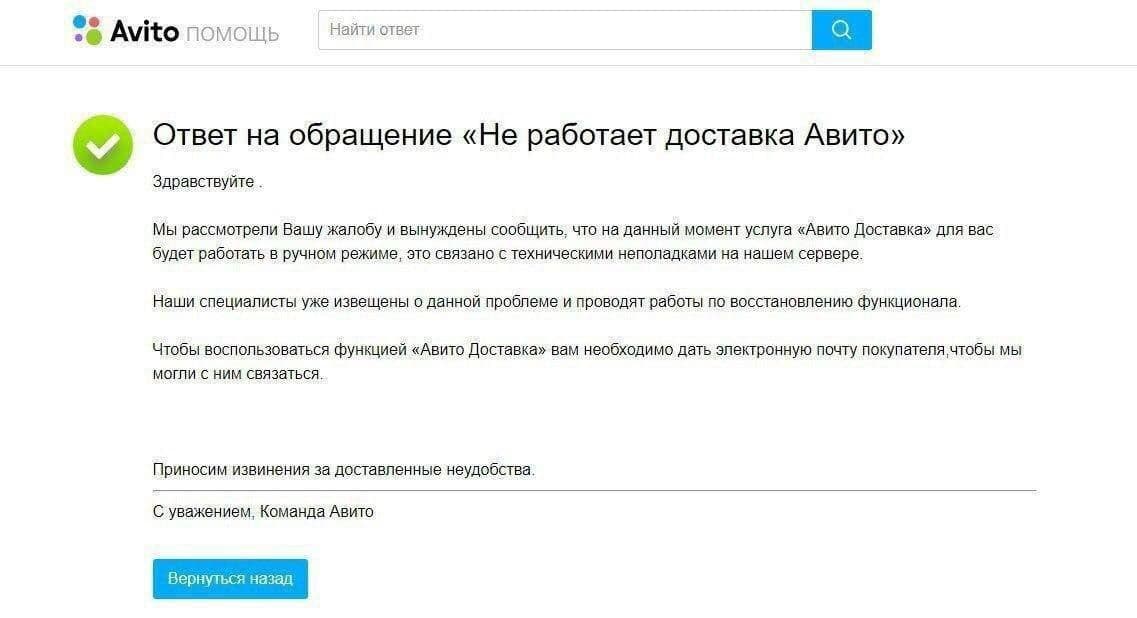 Avito ПОМОЩЬ
Найти ответ
Ответ на обращение «Не работает доставка Авито»
Здравствуйте .
Мы рассмотрели Вашу жалобу и вынуждены сообщить, что на данный момент услуга «Авито Доставка» для вас
будет работать в ручном режиме, это связано с техническими неполадками на нашем сервере.
Наши специалисты уже извещены о данной проблеме и проводят работы по восстановлению функционала.
Чтобы воспользоваться функцией «Авито Доставка» вам необходимо дать электронную почту покупателя,чтобы мы
могли с ним связаться.
Приносим извинения за доставленные неудобства.
С уважением, Команда Авито
Вернуться назад